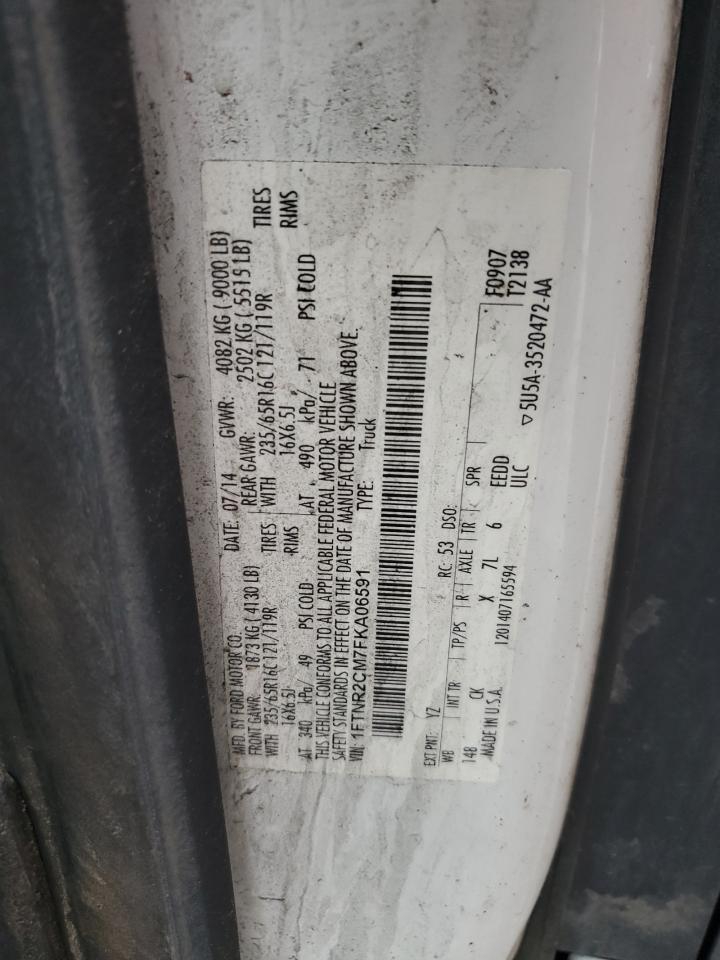 MFD. BY FORD MOTOR CO. DATE: 07/14 GVWR: 4082 KG ( 9000 LB)
FRONT GAWR: 1873 KG ( 4130 LB) REAR GAWR: 2502 KG ( 5515 LB)
WITH 235/65R16C 121/119R TIRES WITH 235/65R16C 121/119R TIRES
16X6.5J RIMS 16X6.5J RIMS
AT 340 kPa/ 49 PSI COLD AT 490 kPa/ 71 PSI COLD
THIS VEHICLE CONFORMS TO ALL APPLICABLE FEDERAL MOTOR VEHICLE
SAFETY STANDARDS IN EFFECT ON THE DATE OF MANUFACTURE SHOWN ABOVE.
VIN: 1FTNR2CM7FKA06591 TYPE: Truck
EXT PNT: YZ RC: 53 DSO: F0907
WB INT TR TP/PS R AXLE TR SPR T2138
148 CK X 7L 6 EEDD
MADE IN U.S.A. 1201407165594 ULC
▽5U5A-3520472-AA